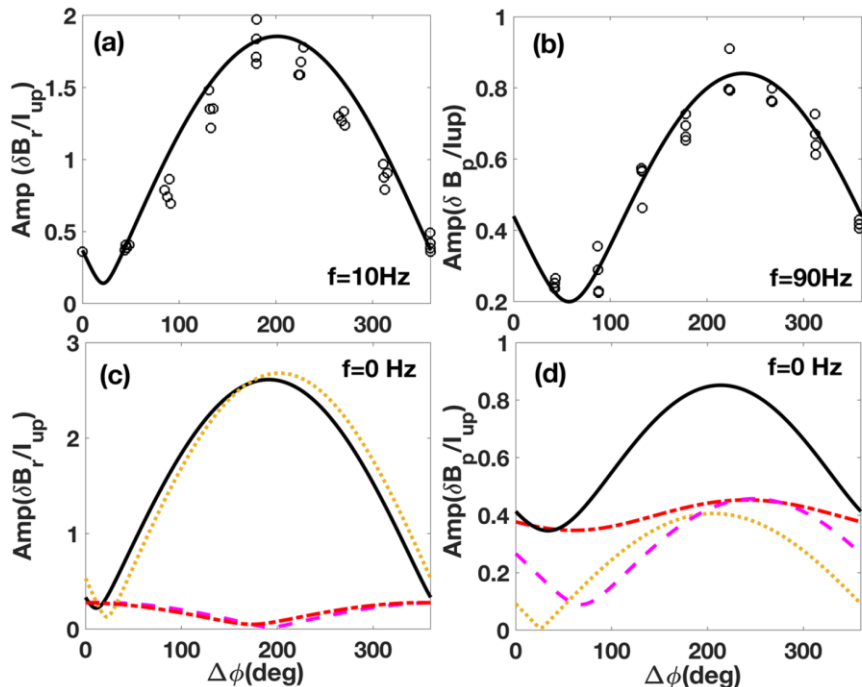 (a)
Amp (δB_r/I_up)
2
1.5
1
0.5
0
0 100 200 300
f=10Hz
(b)
Amp(δ B_p/Iup)
1
0.8
0.6
0.4
0.2
0 100 200 300
f=90Hz
(c)
f=0 Hz
Amp(δB_r/I_up)
3
2
1
0
0 100 200 300
Δϕ(deg)
(d)
f=0 Hz
Amp(δB_p/I_up)
1
0.8
0.6
0.4
0.2
0
0 100 200 300
Δϕ(deg)